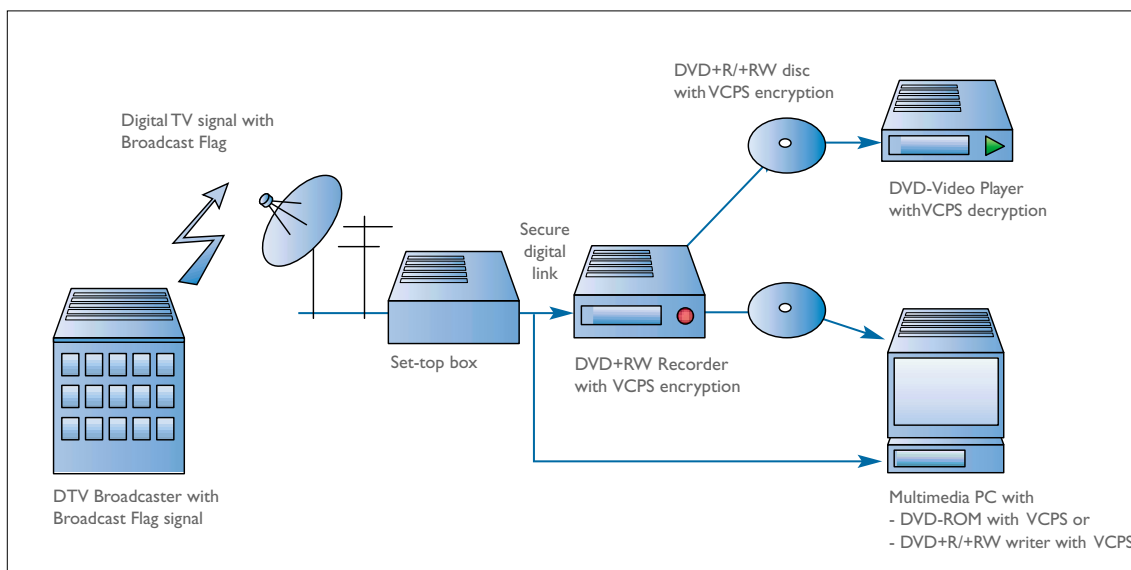 DVD+R/+RW disc
with VCPS encryption
Digital TV signal with
Broadcast Flag
DVD-Video Player
withVCPS decryption
Secure
digital
link
Set-top box
DVD+RW Recorder
with VCPS encryption
DTV Broadcaster with
Broadcast Flag signal
Multimedia PC with
- DVD-ROM with VCPS or
- DVD+R/+RW writer with VCPS